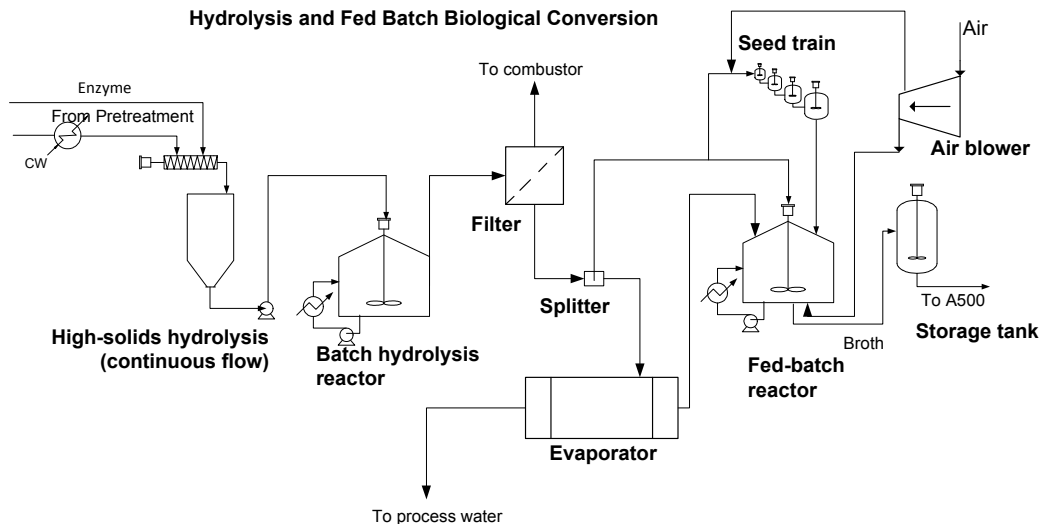 Hydrolysis and Fed Batch Biological Conversion
Air
Seed train
To combustor
Enzyme
From Pretreatment
CW
Air blower
Filter
Splitter
To A500
Storage tank
High-solids hydrolysis
(continuous flow)
Batch hydrolysis
reactor
Broth
Fed-batch
reactor
Evaporator
To process water